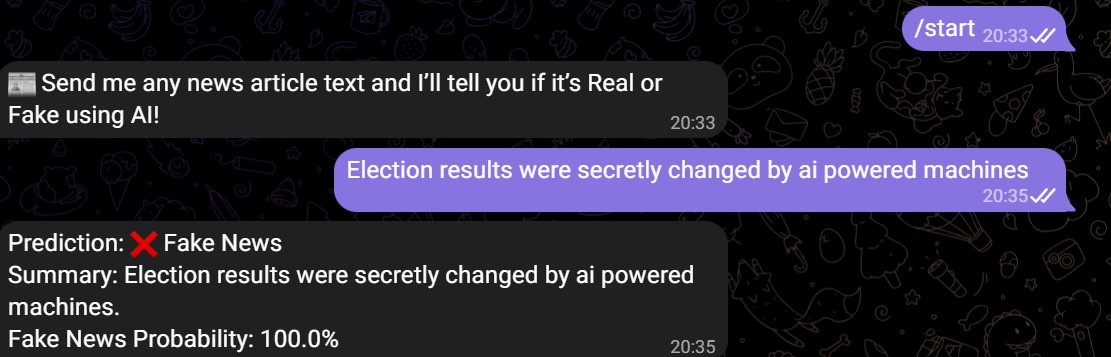 /start 20:33
📰 Send me any news article text and I’ll tell you if it’s Real or
Fake using AI!
20:33
Election results were secretly changed by ai powered machines
20:35
Prediction: ❌ Fake News
Summary: Election results were secretly changed by ai powered
machines.
Fake News Probability: 100.0%
20:35